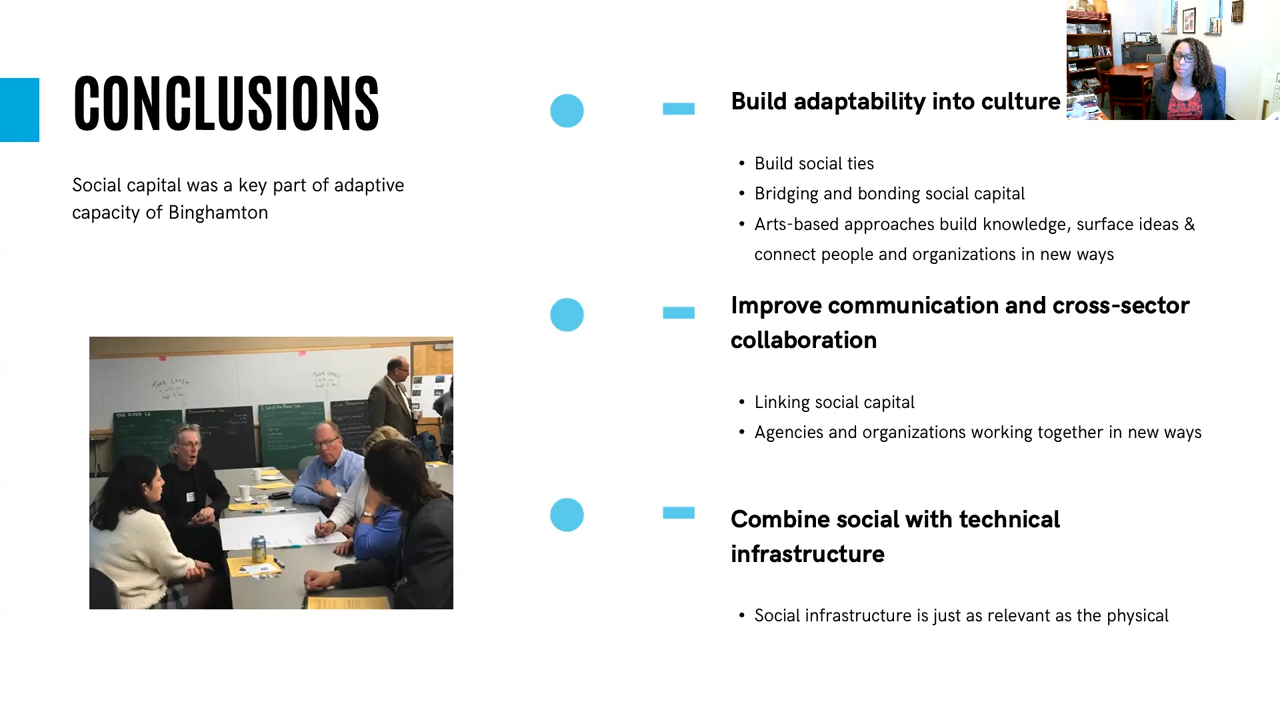 CONCLUSIONS
Social capital was a key part of adaptive
capacity of Binghamton
Build adaptability into culture
• Build social ties
• Bridging and bonding social capital
• Arts-based approaches build knowledge, surface ideas &
connect people and organizations in new ways
Improve communication and cross-sector
collaboration
• Linking social capital
• Agencies and organizations working together in new ways
Combine social with technical
infrastructure
• Social infrastructure is just as relevant as the physical